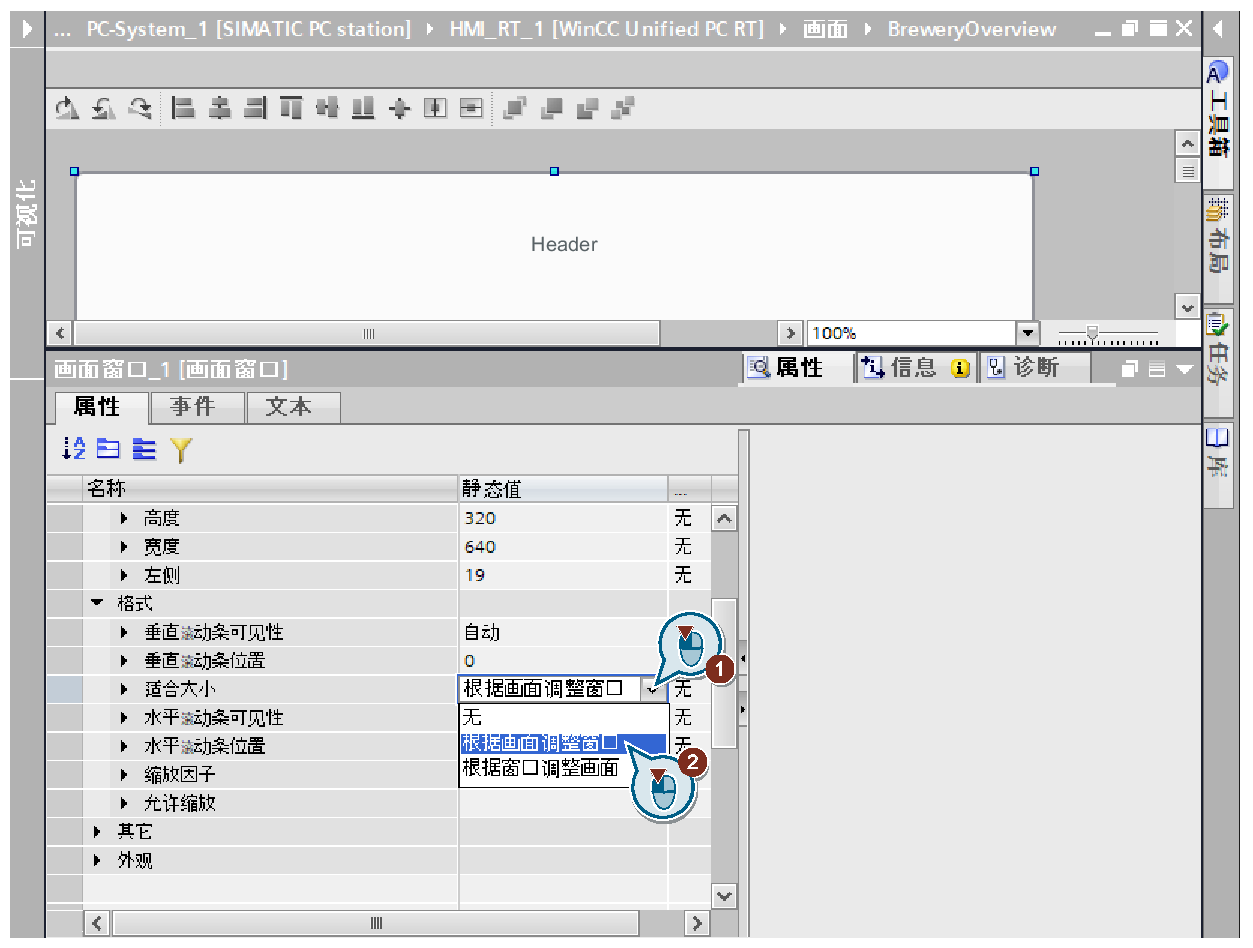 ... PC-System_1 [SIMATIC PC station] HMI_RT_1 [WinCC Unified PC RT] 画面 BreweryOverview
工具箱
布局
任务
库
可视化
Header
100%
画面窗口_1 [画面窗口]
属性 信息 诊断
属性 事件 文本
名称 静态值 ...
高度 320 无
宽度 640 无
左侧 19 无
格式
垂直滚动条可见性 自动
垂直滚动条位置 0
适合大小 根据画面调整窗口 无
水平滚动条可见性 无 无
水平滚动条位置 根据画面调整窗口 无
缩放因子 根据窗口调整画面
允许缩放
其它
外观
1
2